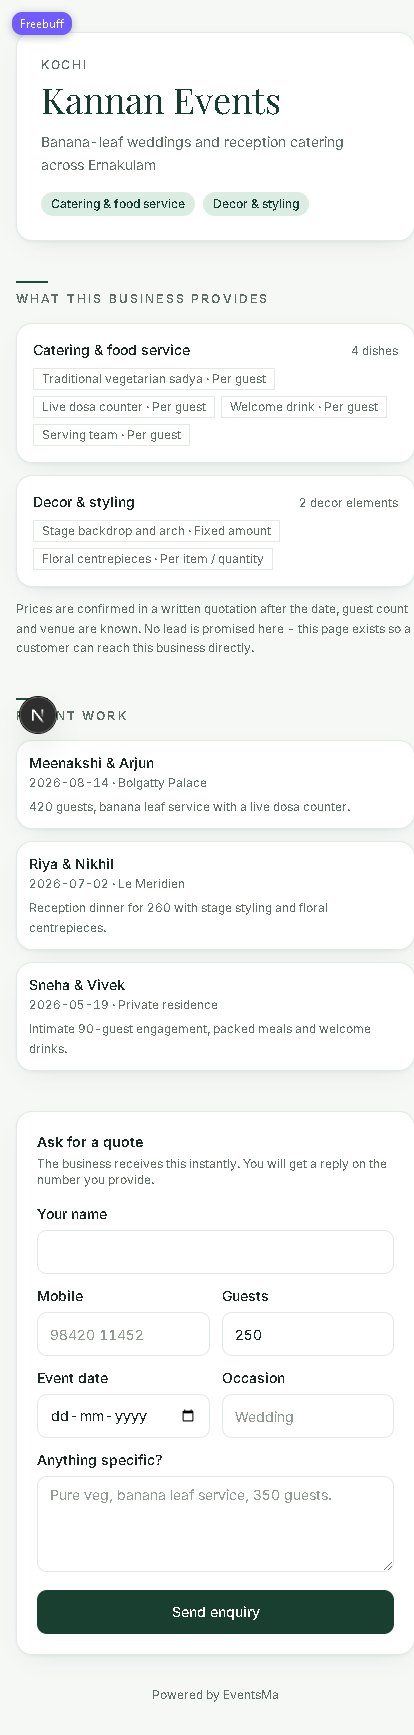 Freebuff
KOCHI
Kannan Events
Banana-leaf weddings and reception catering
across Ernakulam
Catering & food service
Decor & styling
WHAT THIS BUSINESS PROVIDES
Catering & food service
4 dishes
Traditional vegetarian sadya · Per guest
Live dosa counter · Per guest
Welcome drink · Per guest
Serving team · Per guest
Decor & styling
2 decor elements
Stage backdrop and arch · Fixed amount
Floral centrepieces · Per item / quantity
Prices are confirmed in a written quotation after the date, guest count
and venue are known. No lead is promised here - this page exists so a
customer can reach this business directly.
N
NT WORK
Meenakshi & Arjun
2026-08-14 · Bolgatty Palace
420 guests, banana leaf service with a live dosa counter.
Riya & Nikhil
2026-07-02 · Le Meridien
Reception dinner for 260 with stage styling and floral
centrepieces.
Sneha & Vivek
2026-05-19 · Private residence
Intimate 90-guest engagement, packed meals and welcome
drinks.
Ask for a quote
The business receives this instantly. You will get a reply on the
number you provide.
Your name
Mobile
Guests
98420 11452
250
Event date
Occasion
dd-mm-yyyy
Wedding
Anything specific?
Pure veg, banana leaf service, 350 guests.
Send enquiry
Powered by EventsMa